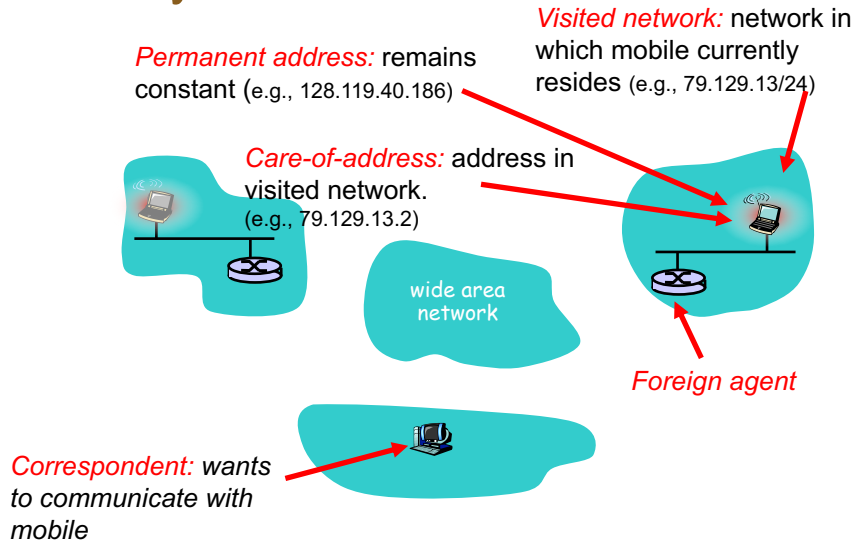 Visited network: network in
which mobile currently
resides (e.g., 79.129.13/24)
Permanent address: remains
constant (e.g., 128.119.40.186)
Care-of-address: address in
visited network.
(e.g., 79.129.13.2)
wide area
network
Foreign agent
Correspondent: wants
to communicate with
mobile